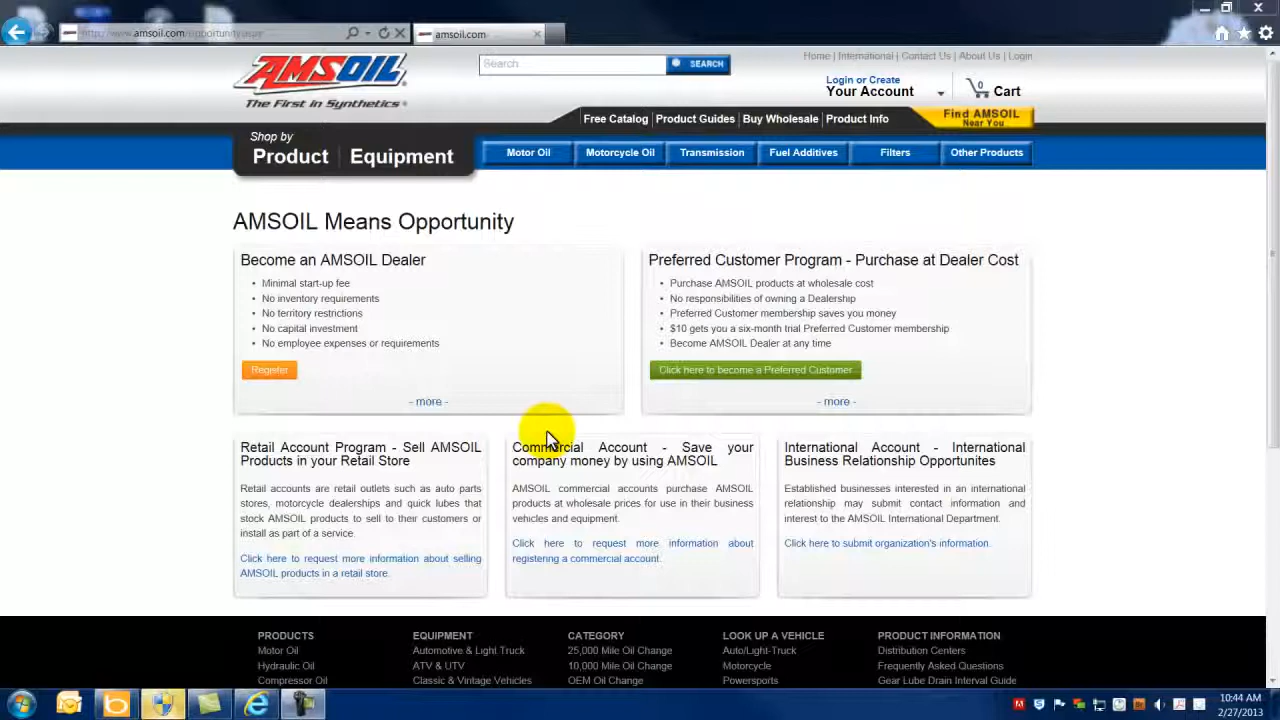 http://www.amsoil.com/opportunity.aspx
amsoil.com
AMSOIL
The First in Synthetics®
Search
SEARCH
Home | International | Contact Us | About Us | Login
Login or Create
Your Account
0
Cart
Free Catalog | Product Guides | Buy Wholesale | Product Info
Find AMSOIL
Near You
Shop by
Product | Equipment
Motor Oil
Motorcycle Oil
Transmission
Fuel Additives
Filters
Other Products
AMSOIL Means Opportunity
Become an AMSOIL Dealer
• Minimal start-up fee
• No inventory requirements
• No territory restrictions
• No capital investment
• No employee expenses or requirements
Register
- more -
Preferred Customer Program - Purchase at Dealer Cost
• Purchase AMSOIL products at wholesale cost
• No responsibilities of owning a Dealership
• Preferred Customer membership saves you money
• $10 gets you a six-month trial Preferred Customer membership
• Become AMSOIL Dealer at any time
Click here to become a Preferred Customer
- more -
Retail Account Program - Sell AMSOIL
Products in your Retail Store
Retail accounts are retail outlets such as auto parts
stores, motorcycle dealerships and quick lubes that
stock AMSOIL products to sell to their customers or
install as part of a service.
Click here to request more information about selling
AMSOIL products in a retail store.
Commercial Account - Save your
company money by using AMSOIL
AMSOIL commercial accounts purchase AMSOIL
products at wholesale prices for use in their business
vehicles and equipment.
Click here to request more information about
registering a commercial account.
International Account - International
Business Relationship Opportunites
Established businesses interested in an international
relationship may submit contact information and
interest to the AMSOIL International Department.
Click here to submit organization's information.
PRODUCTS
Motor Oil
Hydraulic Oil
Compressor Oil
EQUIPMENT
Automotive & Light Truck
ATV & UTV
Classic & Vintage Vehicles
CATEGORY
25,000 Mile Oil Change
10,000 Mile Oil Change
OEM Oil Change
LOOK UP A VEHICLE
Auto/Light-Truck
Motorcycle
Powersports
PRODUCT INFORMATION
Distribution Centers
Frequently Asked Questions
Gear Lube Drain Interval Guide
10:44 AM
2/27/2013